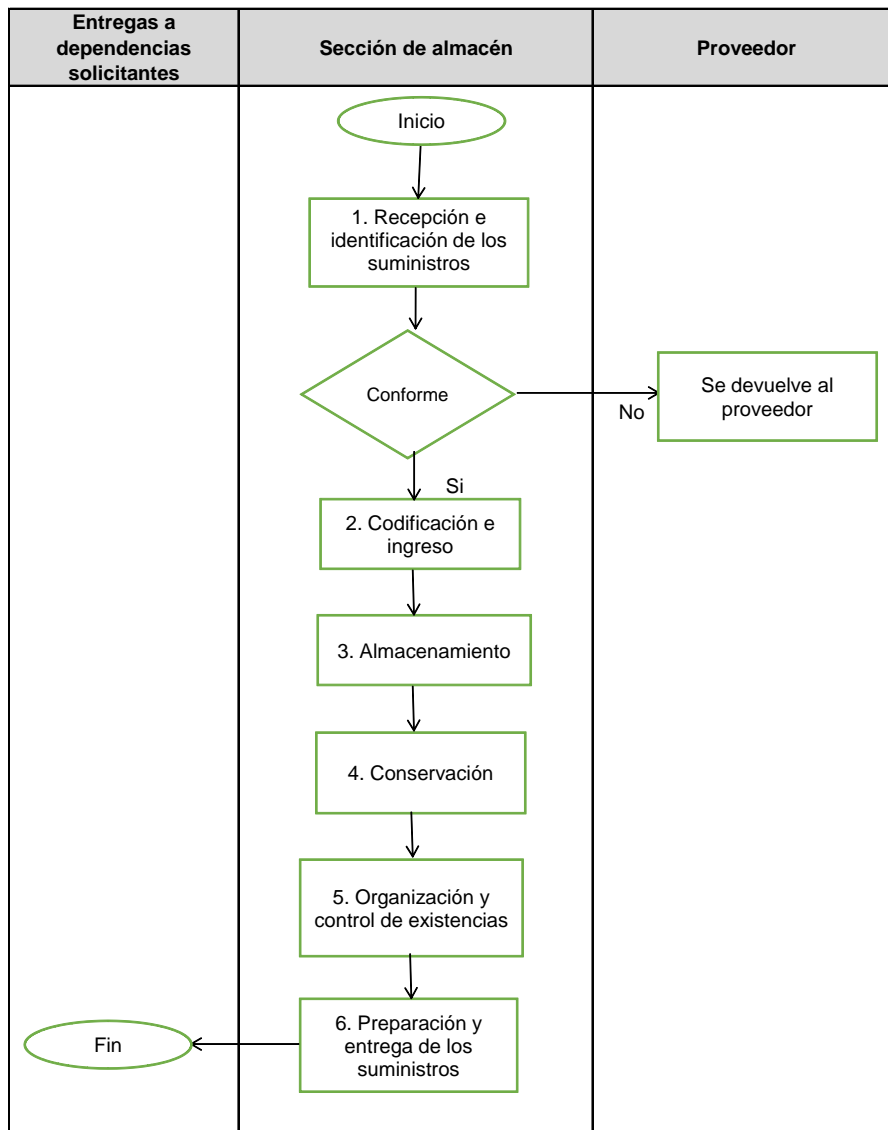 Entregas a
dependencias
solicitantes
Sección de almacén
Proveedor
Inicio
1. Recepción e
identificación de los
suministros
Conforme
No
Se devuelve al
proveedor
Si
2. Codificación e
ingreso
3. Almacenamiento
4. Conservación
5. Organización y
control de existencias
6. Preparación y
entrega de los
suministros
Fin